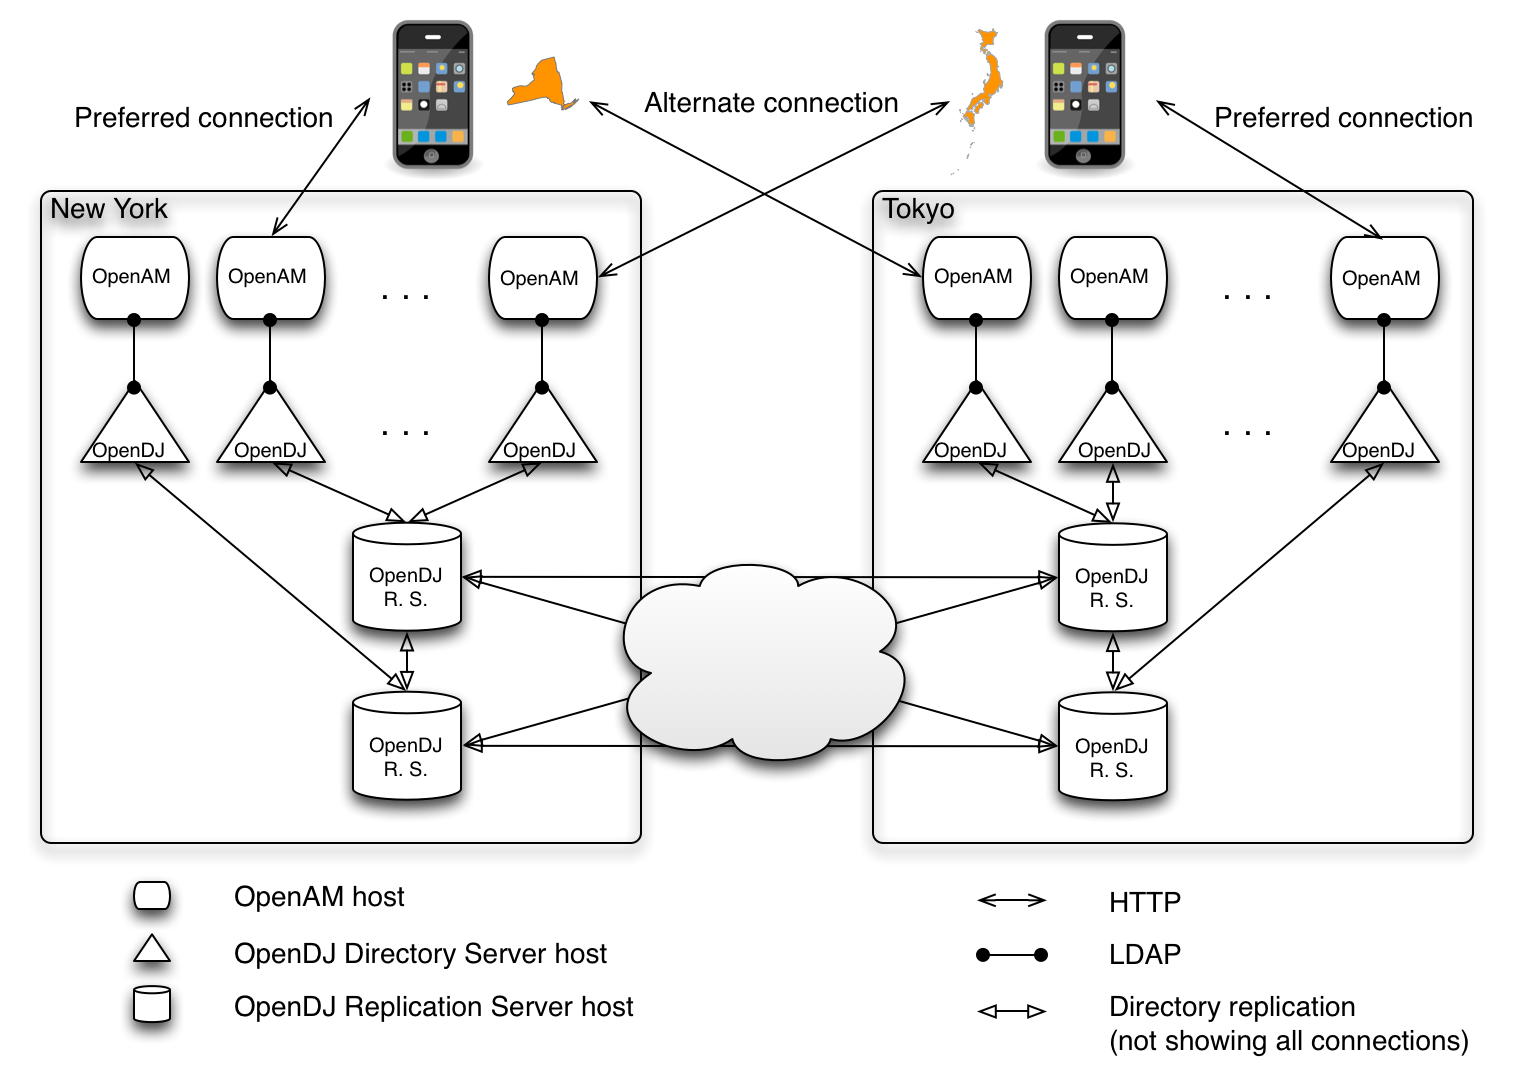 Preferred connection
Alternate connection
Preferred connection
New York
Tokyo
OpenAM
OpenAM
. . .
OpenAM
OpenAM
OpenAM
. . .
OpenAM
OpenDJ
OpenDJ
. . .
OpenDJ
OpenDJ
OpenDJ
. . .
OpenDJ
OpenDJ
R. S.
OpenDJ
R. S.
OpenDJ
R. S.
OpenDJ
R. S.
OpenAM host
OpenDJ Directory Server host
OpenDJ Replication Server host
HTTP
LDAP
Directory replication
(not showing all connections)